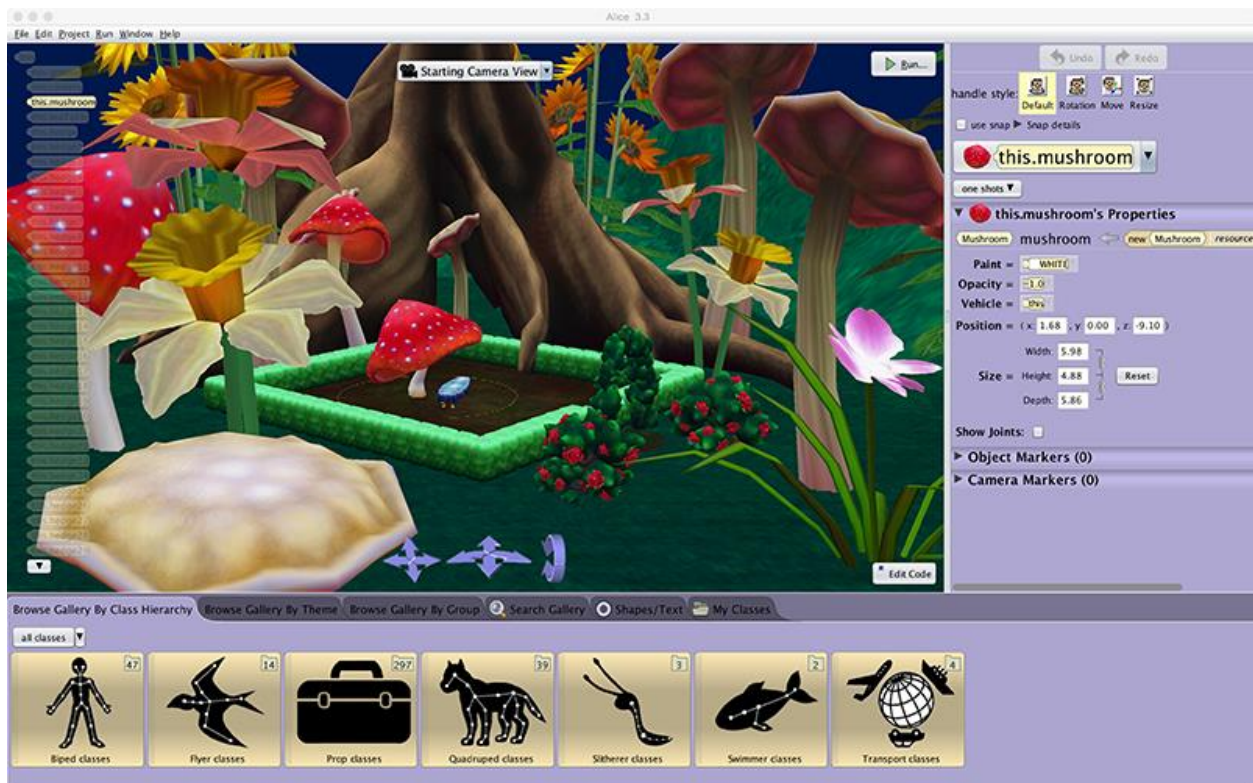 Alice 3.3
File Edit Project Run Window Help
this.mushroom
Starting Camera View
Run...
Undo Redo
handle style:
Default Rotation Move Resize
use snap Snap details
this.mushroom
one shots
this.mushroom's Properties
Mushroom mushroom new Mushroom resource
Paint = WHITE
Opacity = 1.0
Vehicle = this
Position = ( x: 1.68 , y: 0.00 , z: -9.10 )
Width: 5.98
Size = Height: 4.88 Reset
Depth: 5.86
Show Joints:
Object Markers (0)
Camera Markers (0)
Edit Code
Browse Gallery By Class Hierarchy Browse Gallery By Theme Browse Gallery By Group Search Gallery Shapes/Text My Classes
all classes
47 14 297 39 3 2 4
Biped classes Flyer classes Prop classes Quadruped classes Slitherer classes Swimmer classes Transport classes